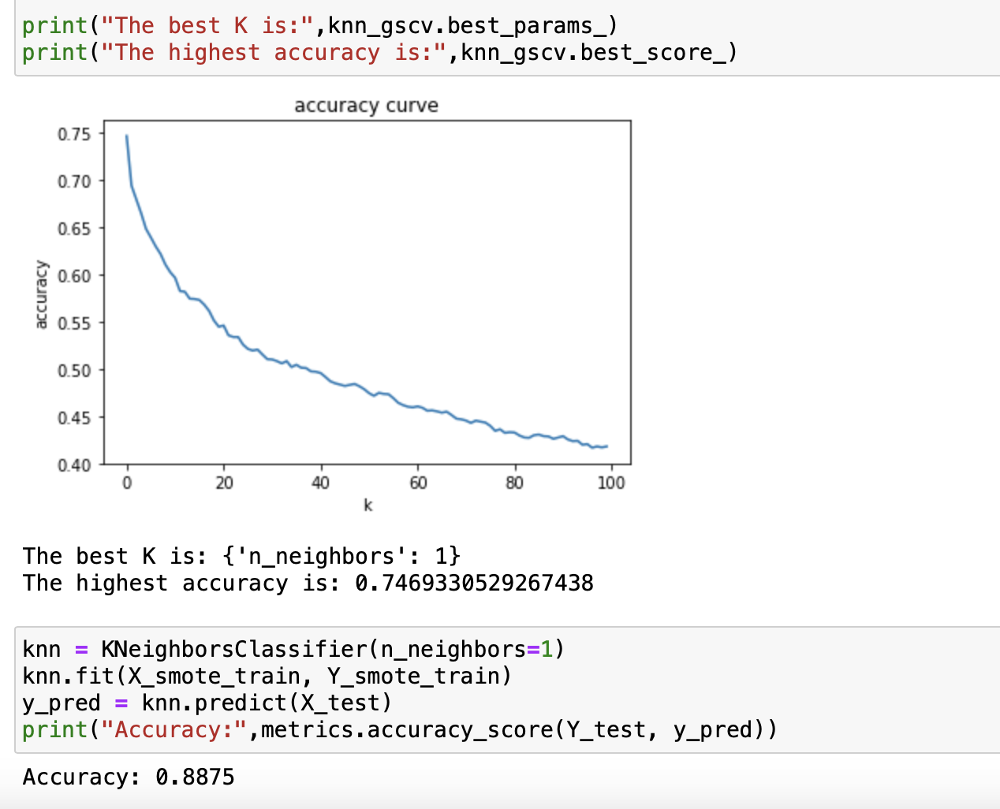 print("The best K is:",knn_gscv.best_params_)
print("The highest accuracy is:",knn_gscv.best_score_)
accuracy curve
0.75
0.70
0.65
0.60
0.55
0.50
0.45
0.40
accuracy
0 20 40 60 80 100
k
The best K is: {'n_neighbors': 1}
The highest accuracy is: 0.7469330529267438
knn = KNeighborsClassifier(n_neighbors=1)
knn.fit(X_smote_train, Y_smote_train)
y_pred = knn.predict(X_test)
print("Accuracy:",metrics.accuracy_score(Y_test, y_pred))
Accuracy: 0.8875